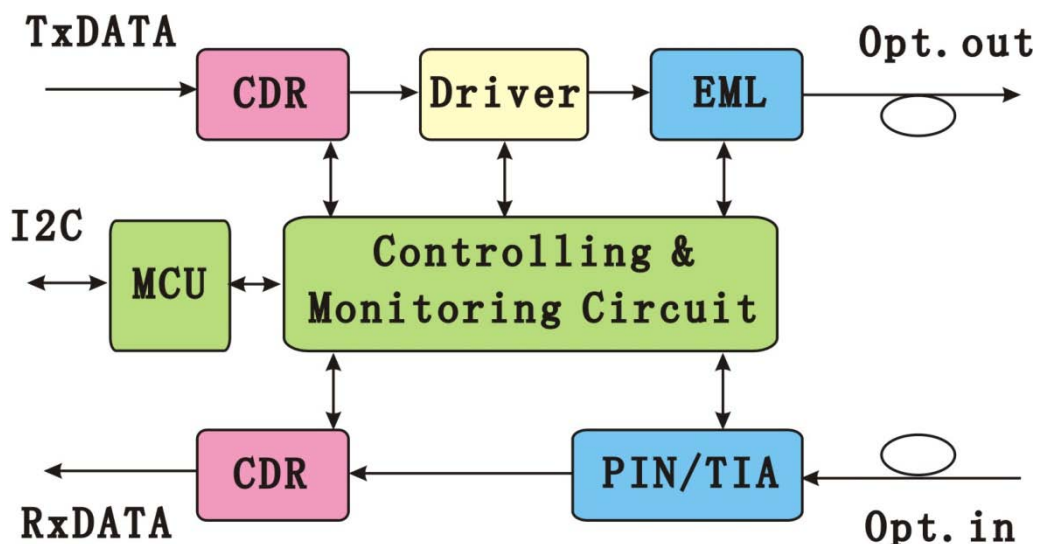 TxDATA
Opt.out
CDR
Driver
EML
I2C
MCU
Controlling &
Monitoring Circuit
CDR
PIN/TIA
RxDATA
Opt.in